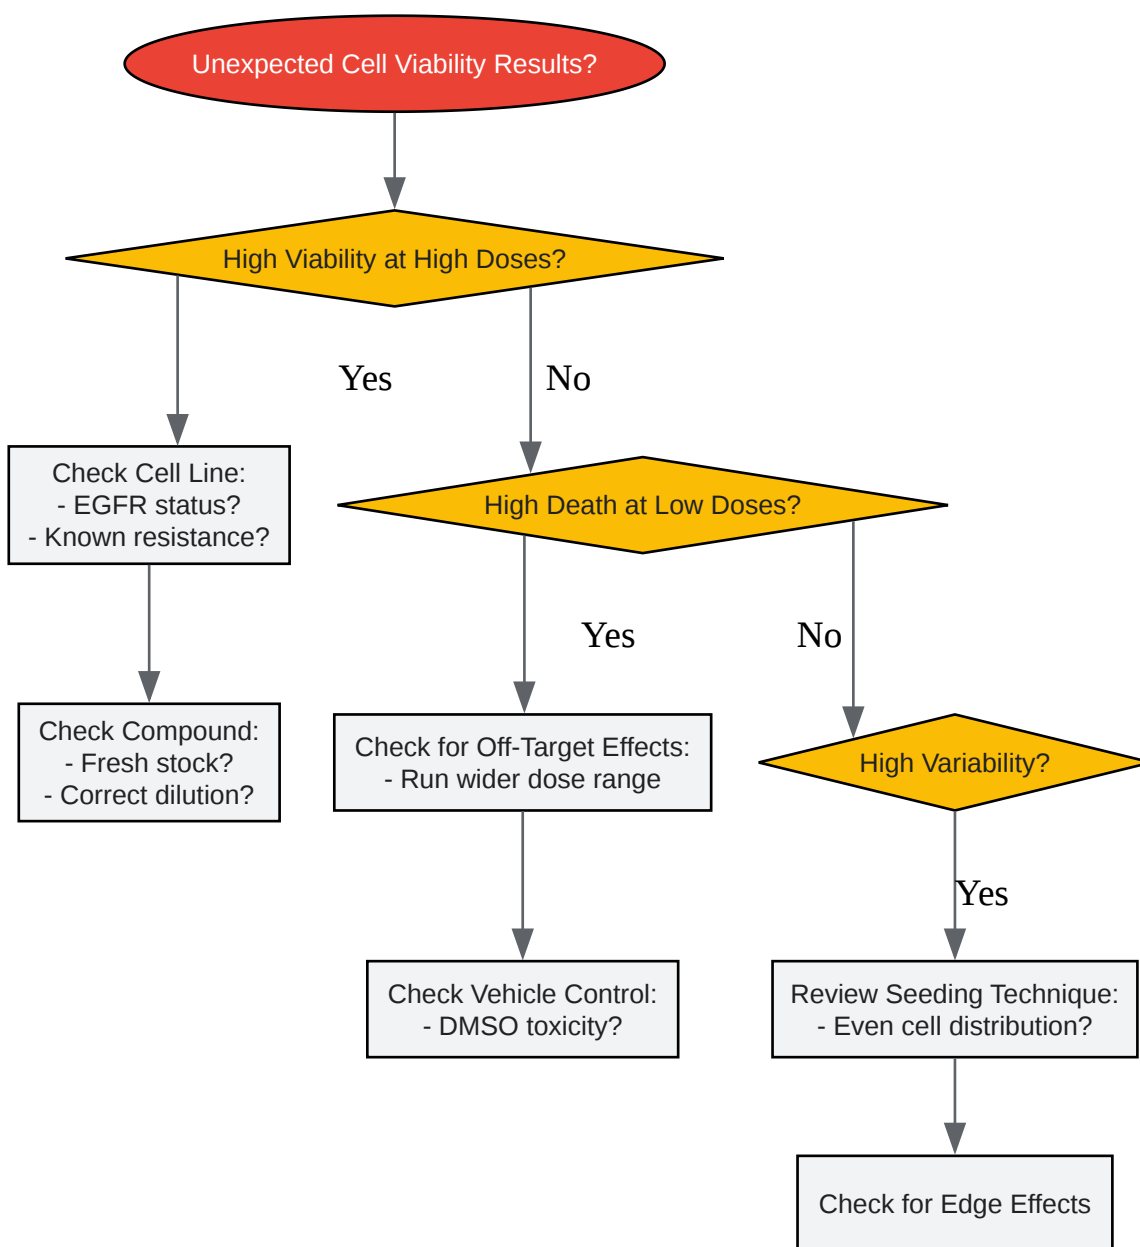 Unexpected Cell Viability Results?
High Viability at High Doses?
Yes
No
Check Cell Line:
- EGFR status?
- Known resistance?
High Death at Low Doses?
Yes
No
Check Compound:
- Fresh stock?
- Correct dilution?
Check for Off-Target Effects:
- Run wider dose range
High Variability?
Yes
Check Vehicle Control:
- DMSO toxicity?
Review Seeding Technique:
- Even cell distribution?
Check for Edge Effects